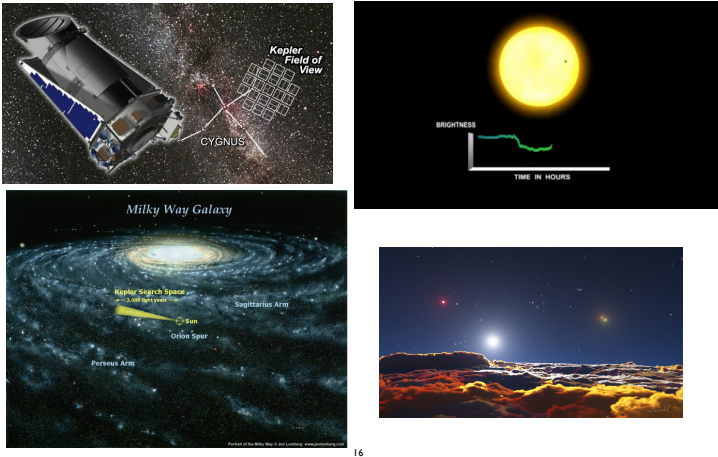 Kepler
Field of
View
CYGNUS
BRIGHTNESS
TIME IN HOURS
Milky Way Galaxy
Kepler Search Space
3,000 light years
Sagittarius Arm
Sun
Orion Spur
Perseus Arm
Portrait of the Milky Way © Jon Lomberg www.jonlomberg.com
16